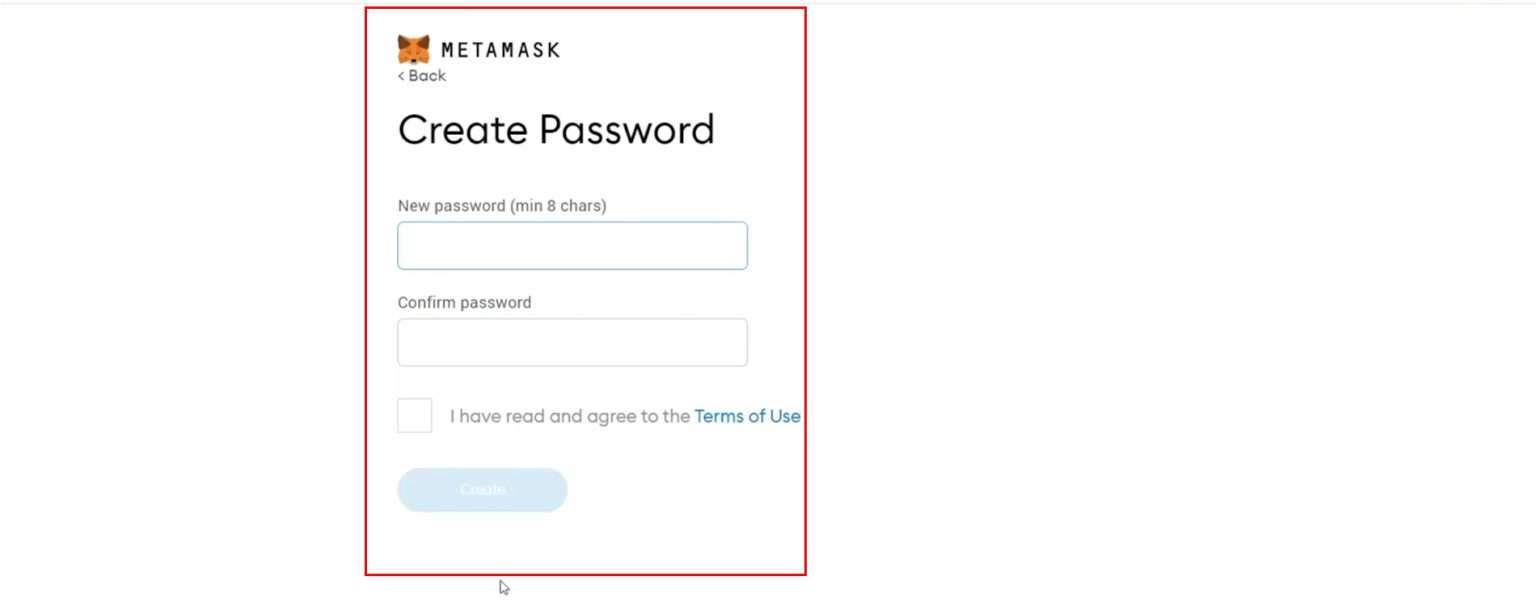 METAMASK
< Back
Create Password
New password (min 8 chars)
Confirm password
I have read and agree to the Terms of Use
Create